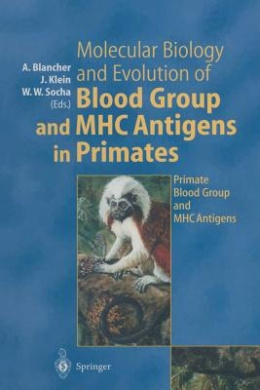 A. Blancher
J. Klein
W. W. Socha
(Eds.)
Molecular Biology
and Evolution of
Blood Group
and MHC Antigens
in Primates
Primate
Blood Group
and
MHC Antigens
Springer